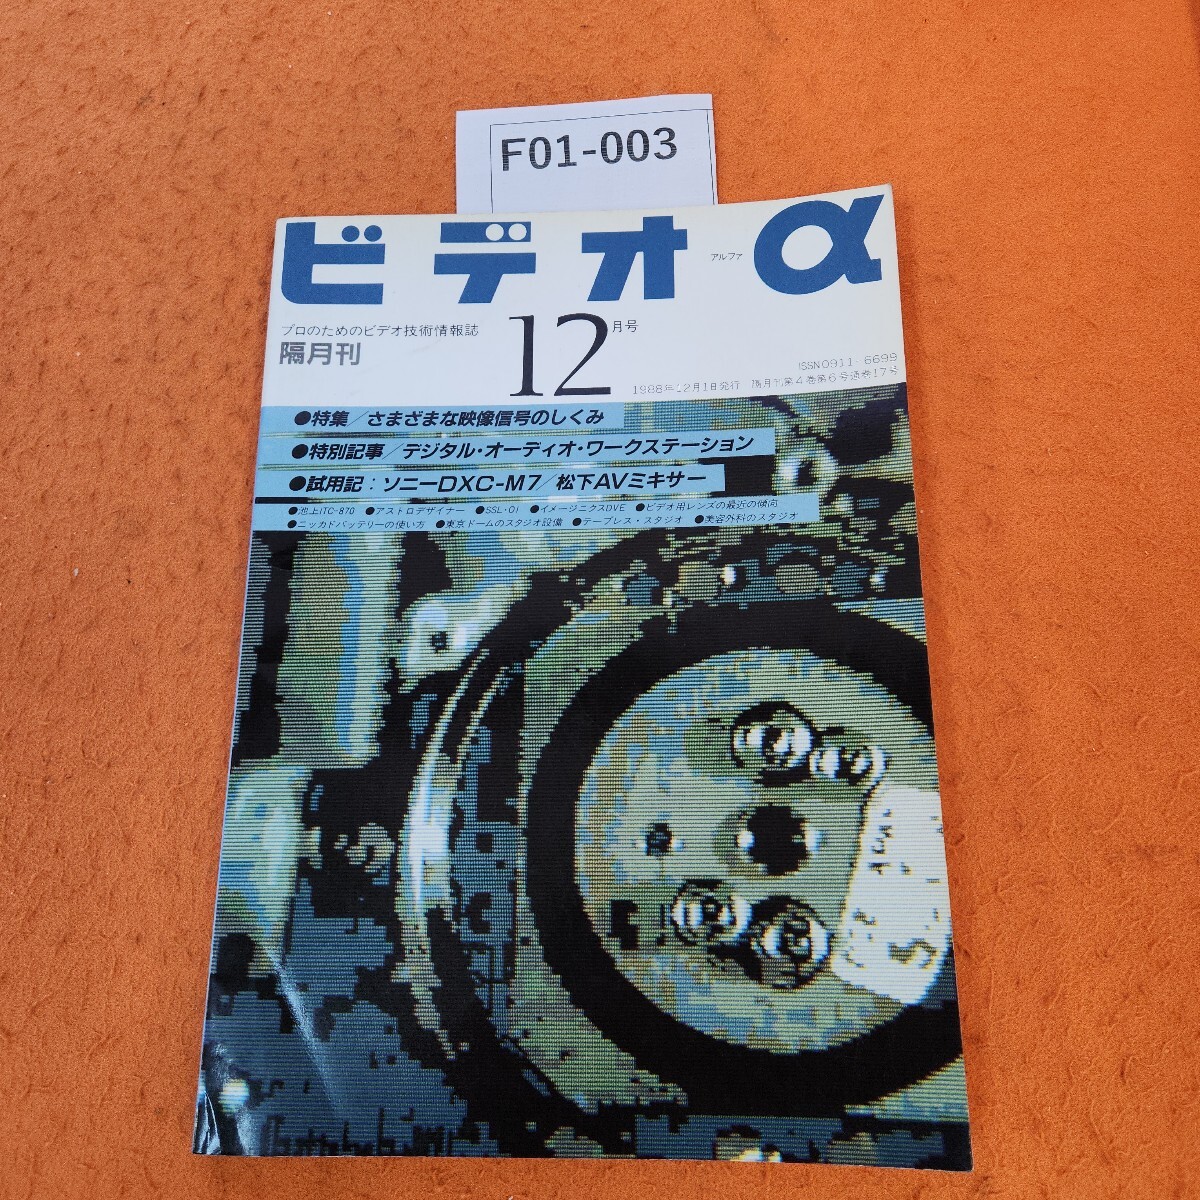 F01-003
ビデオα
アルファ
プロのためのビデオ技術情報誌
隔月刊
12月号
ISSN0911-6699
1988年12月1日発行 隔月刊第4巻第6号通巻17号
●特集/さまざまな映像信号のしくみ
●特別記事/デジタル・オーディオ・ワークステーション
●試用記:ソニーDXC-M7/松下AVミキサー
●池上ITC-870 ●アストロデザイナー ●SSL・01 ●イメージニクスDVE ●ビデオ用レンズの最近の傾向
●ニッカドバッテリーの使い方 ●東京ドームのスタジオ設備 ●テープレス・スタジオ ●美容外科のスタジオ